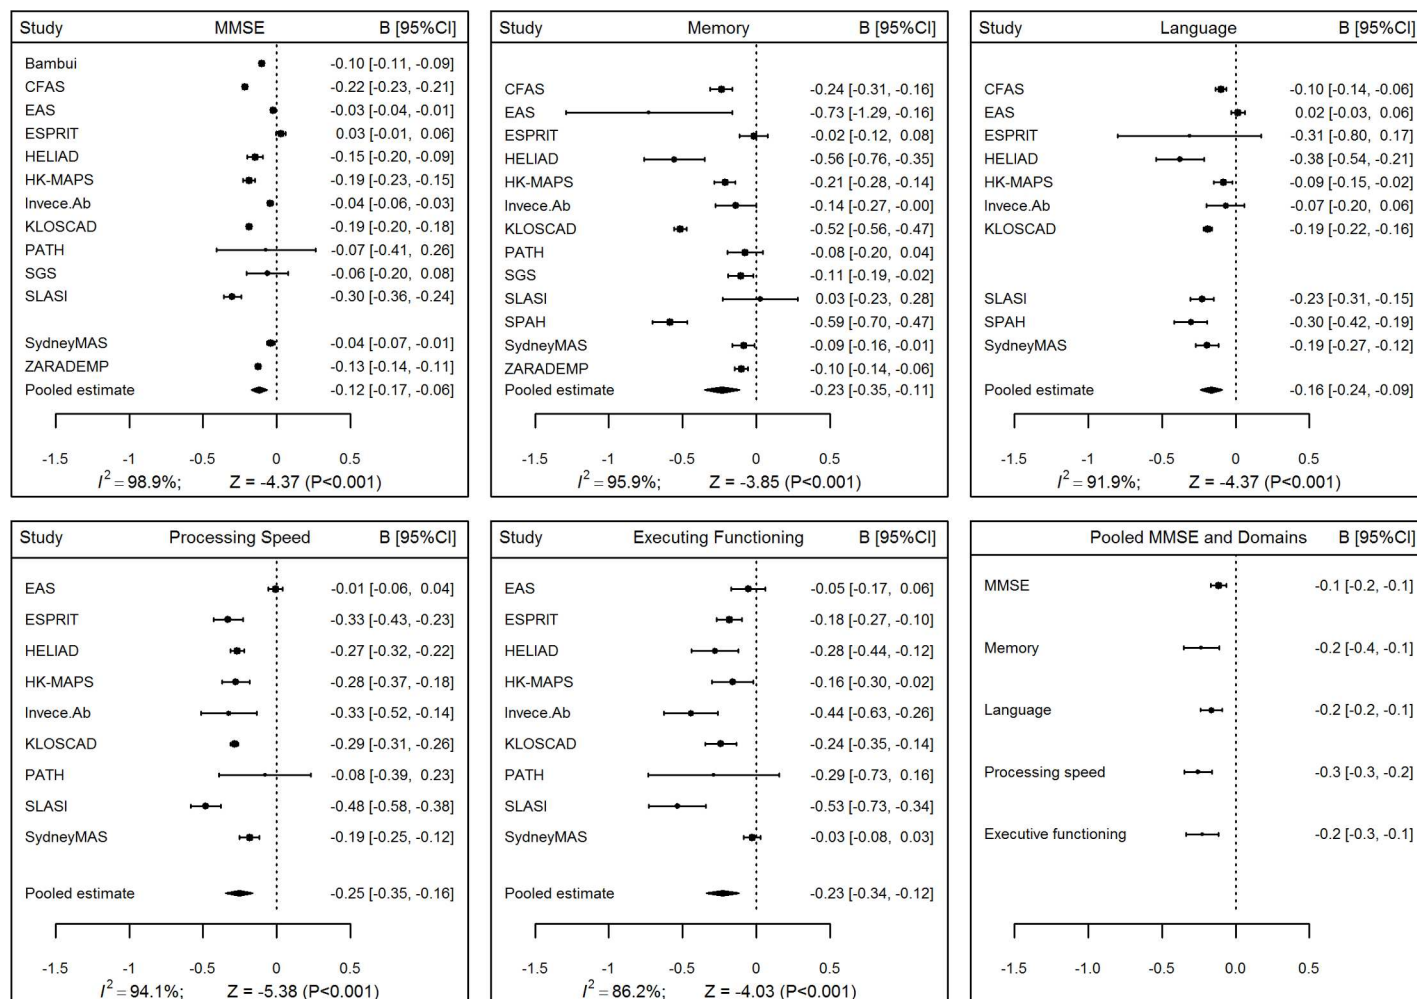 Study MMSE B [95%CI]
Bambui -0.10 [-0.11, -0.09]
CFAS -0.22 [-0.23, -0.21]
EAS -0.03 [-0.04, -0.01]
ESPRIT 0.03 [-0.01, 0.06]
HELIAD -0.15 [-0.20, -0.09]
HK-MAPS -0.19 [-0.23, -0.15]
Invece.Ab -0.04 [-0.06, -0.03]
KLOSCAD -0.19 [-0.20, -0.18]
PATH -0.07 [-0.41, 0.26]
SGS -0.06 [-0.20, 0.08]
SLASI -0.30 [-0.36, -0.24]
SydneyMAS -0.04 [-0.07, -0.01]
ZARADEMP -0.13 [-0.14, -0.11]
Pooled estimate -0.12 [-0.17, -0.06]
-1.5 -1 -0.5 0 0.5
I² = 98.9%; Z = -4.37 (P<0.001)
Study Memory B [95%CI]
CFAS -0.24 [-0.31, -0.16]
EAS -0.73 [-1.29, -0.16]
ESPRIT -0.02 [-0.12, 0.08]
HELIAD -0.56 [-0.76, -0.35]
HK-MAPS -0.21 [-0.28, -0.14]
Invece.Ab -0.14 [-0.27, -0.00]
KLOSCAD -0.52 [-0.56, -0.47]
PATH -0.08 [-0.20, 0.04]
SGS -0.11 [-0.19, -0.02]
SLASI 0.03 [-0.23, 0.28]
SPAH -0.59 [-0.70, -0.47]
SydneyMAS -0.09 [-0.16, -0.01]
ZARADEMP -0.10 [-0.14, -0.06]
Pooled estimate -0.23 [-0.35, -0.11]
-1.5 -1 -0.5 0 0.5
I² = 95.9%; Z = -3.85 (P<0.001)
Study Language B [95%CI]
CFAS -0.10 [-0.14, -0.06]
EAS 0.02 [-0.03, 0.06]
ESPRIT -0.31 [-0.80, 0.17]
HELIAD -0.38 [-0.54, -0.21]
HK-MAPS -0.09 [-0.15, -0.02]
Invece.Ab -0.07 [-0.20, 0.06]
KLOSCAD -0.19 [-0.22, -0.16]
SLASI -0.23 [-0.31, -0.15]
SPAH -0.30 [-0.42, -0.19]
SydneyMAS -0.19 [-0.27, -0.12]
Pooled estimate -0.16 [-0.24, -0.09]
-1.5 -1 -0.5 0 0.5
I² = 91.9%; Z = -4.37 (P<0.001)
Study Processing Speed B [95%CI]
EAS -0.01 [-0.06, 0.04]
ESPRIT -0.33 [-0.43, -0.23]
HELIAD -0.27 [-0.32, -0.22]
HK-MAPS -0.28 [-0.37, -0.18]
Invece.Ab -0.33 [-0.52, -0.14]
KLOSCAD -0.29 [-0.31, -0.26]
PATH -0.08 [-0.39, 0.23]
SLASI -0.48 [-0.58, -0.38]
SydneyMAS -0.19 [-0.25, -0.12]
Pooled estimate -0.25 [-0.35, -0.16]
-1.5 -1 -0.5 0 0.5
I² = 94.1%; Z = -5.38 (P<0.001)
Study Executing Functioning B [95%CI]
EAS -0.05 [-0.17, 0.06]
ESPRIT -0.18 [-0.27, -0.10]
HELIAD -0.28 [-0.44, -0.12]
HK-MAPS -0.16 [-0.30, -0.02]
Invece.Ab -0.44 [-0.63, -0.26]
KLOSCAD -0.24 [-0.35, -0.14]
PATH -0.29 [-0.73, 0.16]
SLASI -0.53 [-0.73, -0.34]
SydneyMAS -0.03 [-0.08, 0.03]
Pooled estimate -0.23 [-0.34, -0.12]
-1.5 -1 -0.5 0 0.5
I² = 86.2%; Z = -4.03 (P<0.001)
Pooled MMSE and Domains B [95%CI]
MMSE -0.1 [-0.2, -0.1]
Memory -0.2 [-0.4, -0.1]
Language -0.2 [-0.2, -0.1]
Processing speed -0.3 [-0.3, -0.2]
Executive functioning -0.2 [-0.3, -0.1]
-1.5 -1 -0.5 0.0 0.5